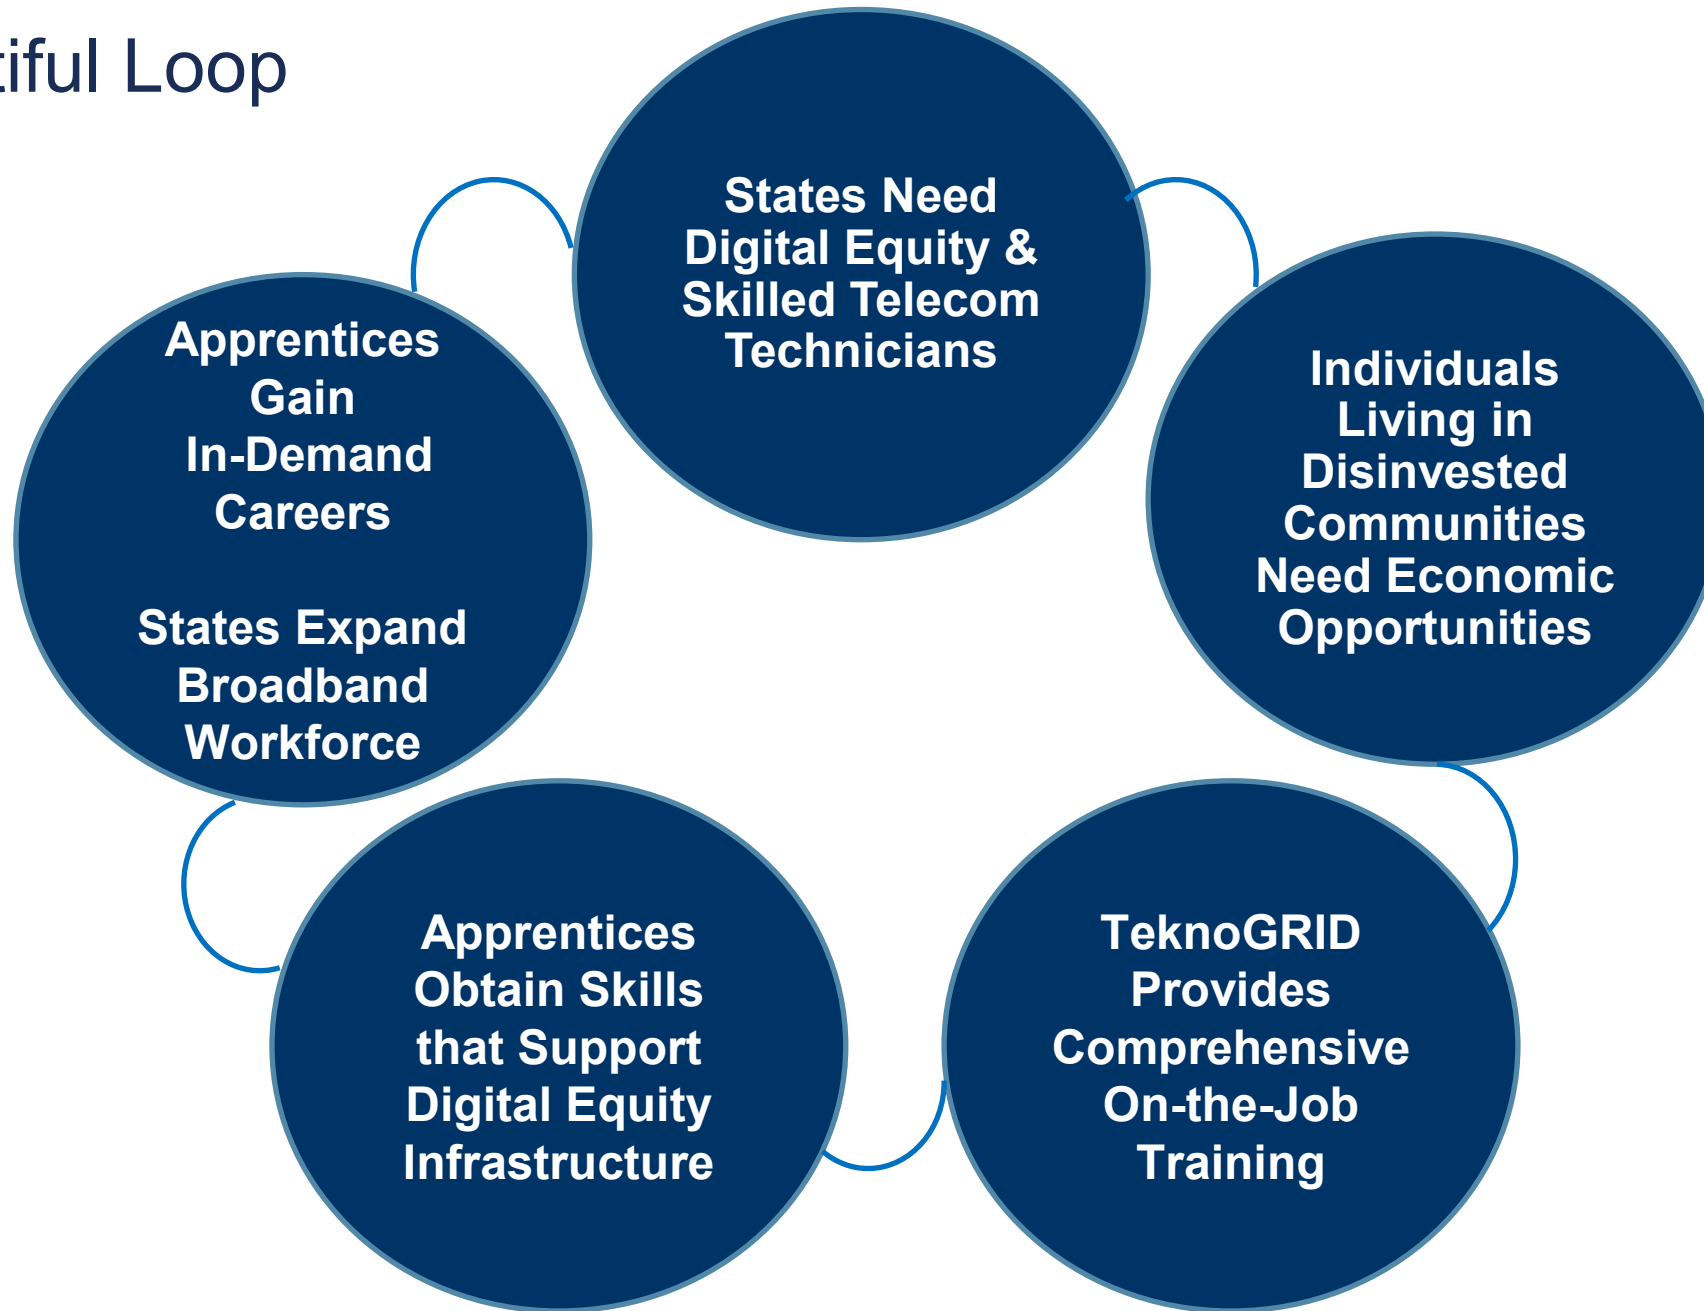 tiful Loop
States Need
Digital Equity &
Skilled Telecom
Technicians
Individuals
Living in
Disinvested
Communities
Need Economic
Opportunities
TeknoGRID
Provides
Comprehensive
On-the-Job
Training
Apprentices
Obtain Skills
that Support
Digital Equity
Infrastructure
Apprentices
Gain
In-Demand
Careers
States Expand
Broadband
Workforce